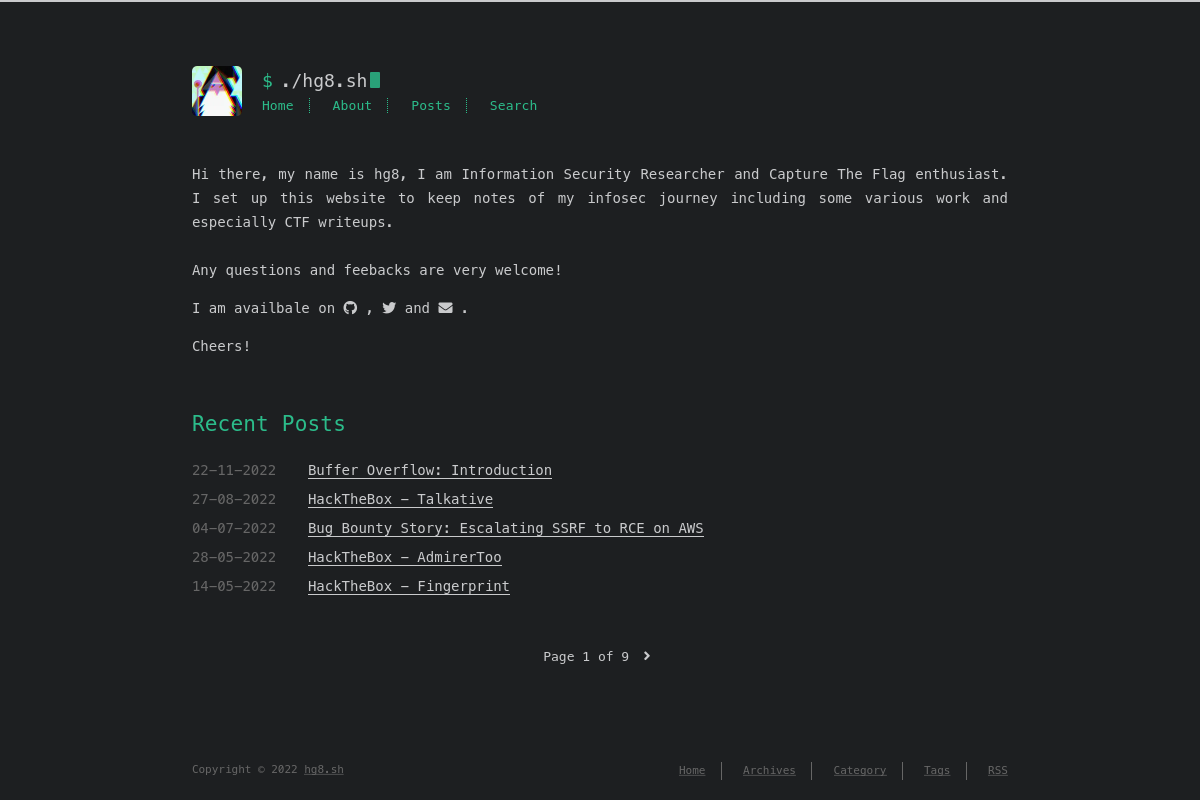 $ ./hg8.sh
Home About Posts Search
Hi there, my name is hg8, I am Information Security Researcher and Capture The Flag enthusiast.
I set up this website to keep notes of my infosec journey including some various work and
especially CTF writeups.
Any questions and feebacks are very welcome!
I am availbale on , and .
Cheers!
Recent Posts
22-11-2022 Buffer Overflow: Introduction
27-08-2022 HackTheBox - Talkative
04-07-2022 Bug Bounty Story: Escalating SSRF to RCE on AWS
28-05-2022 HackTheBox - AdmirerToo
14-05-2022 HackTheBox - Fingerprint
Page 1 of 9
Copyright © 2022 hg8.sh Home Archives Category Tags RSS